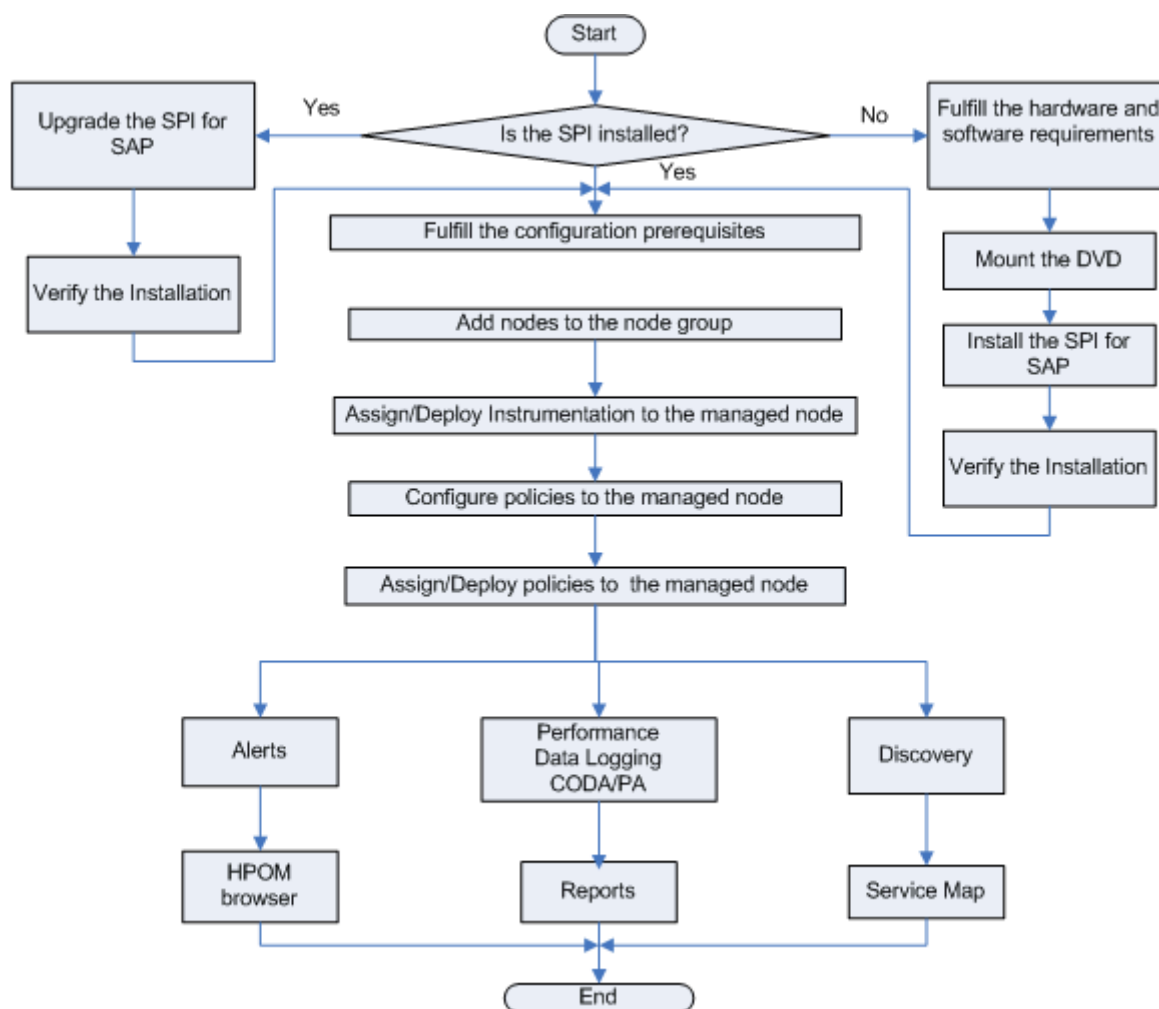 Start
Yes
Upgrade the SPI for
SAP
Is the SPI installed?
No
Fulfill the hardware and
software requirements
Yes
Fulfill the configuration prerequisites
Mount the DVD
Verify the Installation
Add nodes to the node group
Install the SPI for
SAP
Assign/Deploy Instrumentation to the managed node
Verify the Installation
Configure policies to the managed node
Assign/Deploy policies to the managed node
Alerts
Performance
Data Logging
CODA/PA
Discovery
HPOM
browser
Reports
Service Map
End